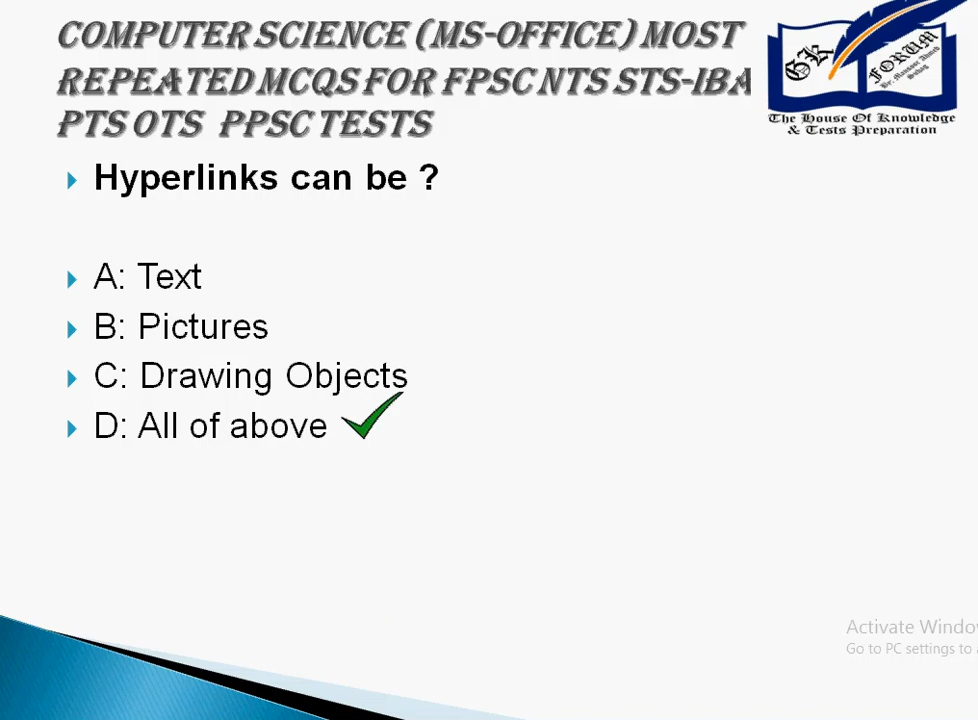 COMPUTER SCIENCE (MS-OFFICE) MOST
REPEATED MCQS FOR FPSC NTS STS-IBA
PTS OTS PPSC TESTS
GK
FORUM
The House Of Knowledge
& Tests Preparation
Hyperlinks can be ?
A: Text
B: Pictures
C: Drawing Objects
D: All of above
Activate Windo
Go to PC settings to